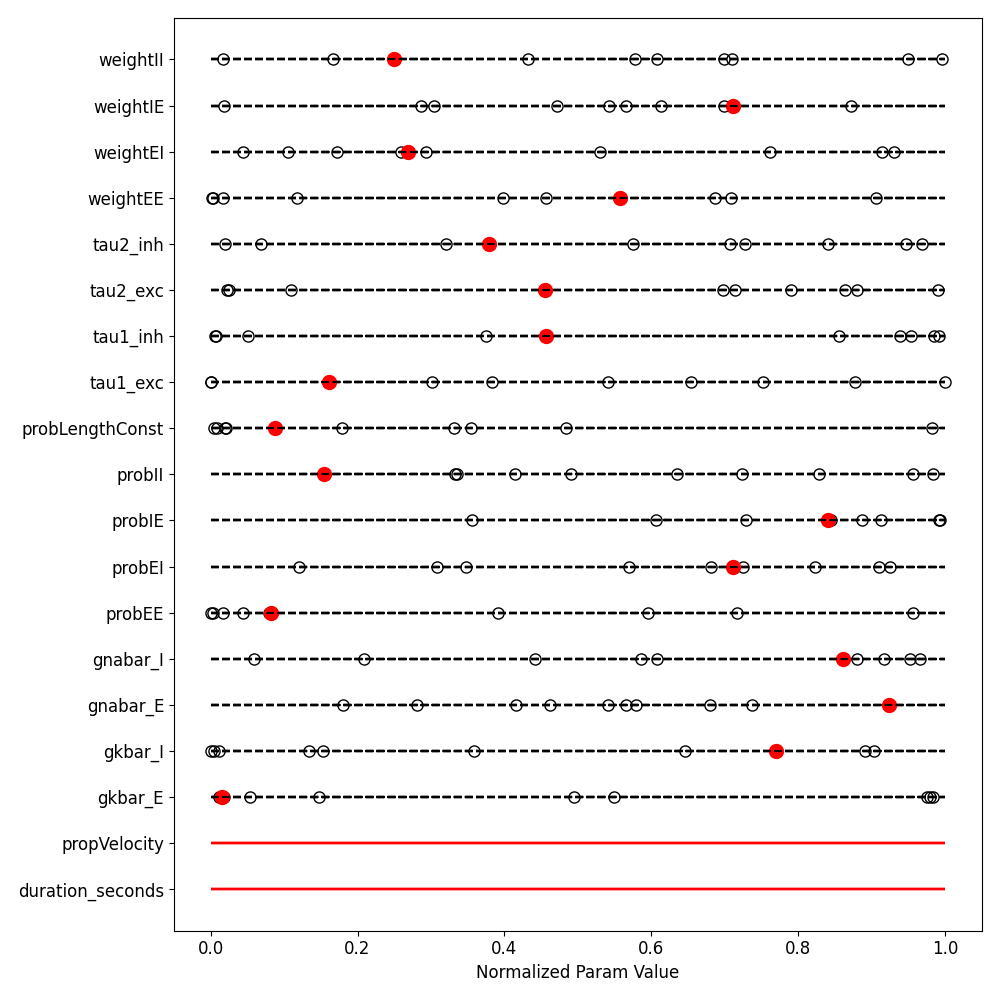 weightII
weightIE
weightEI
weightEE
tau2_inh
tau2_exc
tau1_inh
tau1_exc
probLengthConst
probII
probIE
probEI
probEE
gnabar_I
gnabar_E
gkbar_I
gkbar_E
propVelocity
duration_seconds
0.0 0.2 0.4 0.6 0.8 1.0
Normalized Param Value